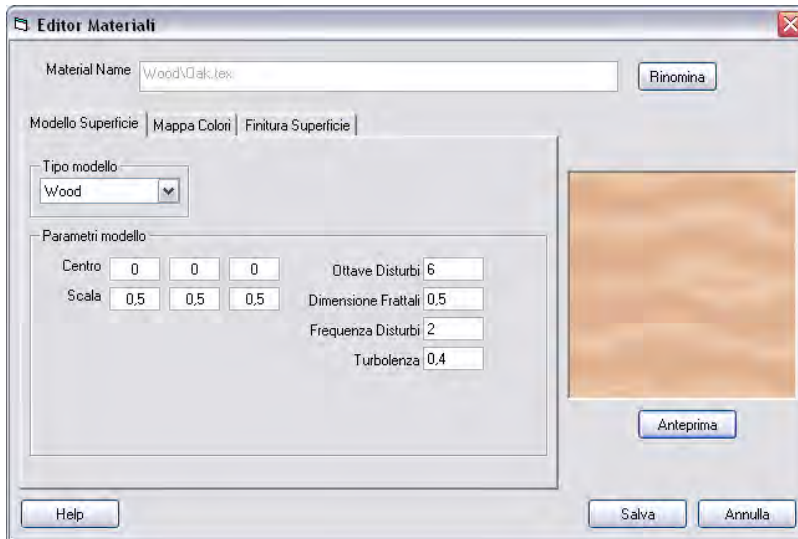 Editor Materiali
Material Name Wood\Oak.tex Rinomina
Modello Superficie Mappa Colori Finitura Superficie
Tipo modello
Wood
Parametri modello
Centro 0 0 0 Ottave Disturbi 6
Scala 0,5 0,5 0,5 Dimensione Frattali 0,5
Frequenza Disturbi 2
Turbolenza 0,4
Anteprima
Help Salva Annulla